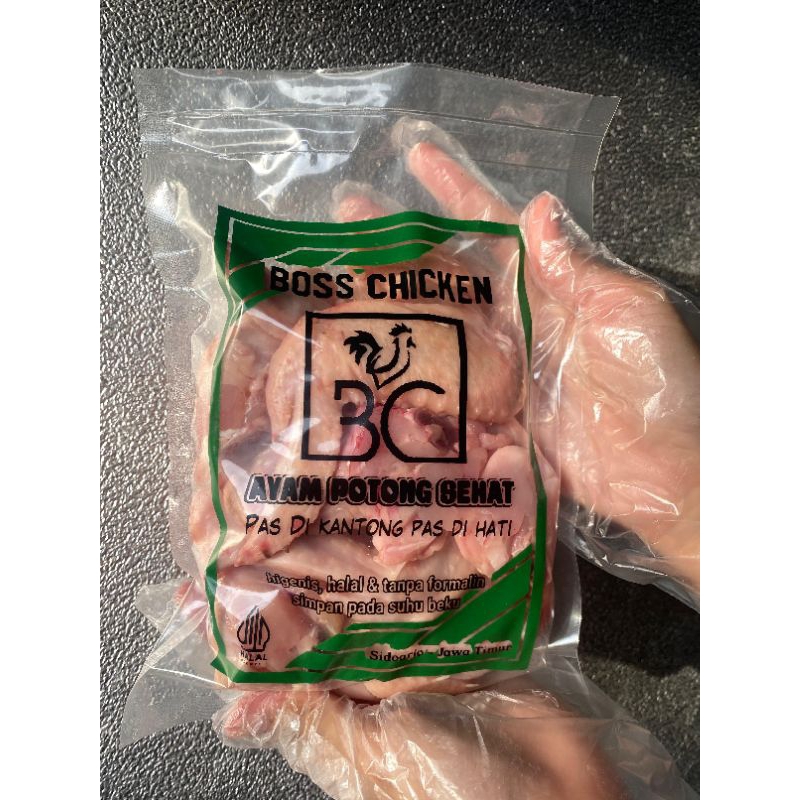 BOSS CHICKEN
BC
AYAM POTONG SEHAT
PAS DI KANTONG PAS DI HATI
higenis, halal & tanpa formalin
simpan pada suhu beku
HALAL
Sidoarjo - Jawa Timur